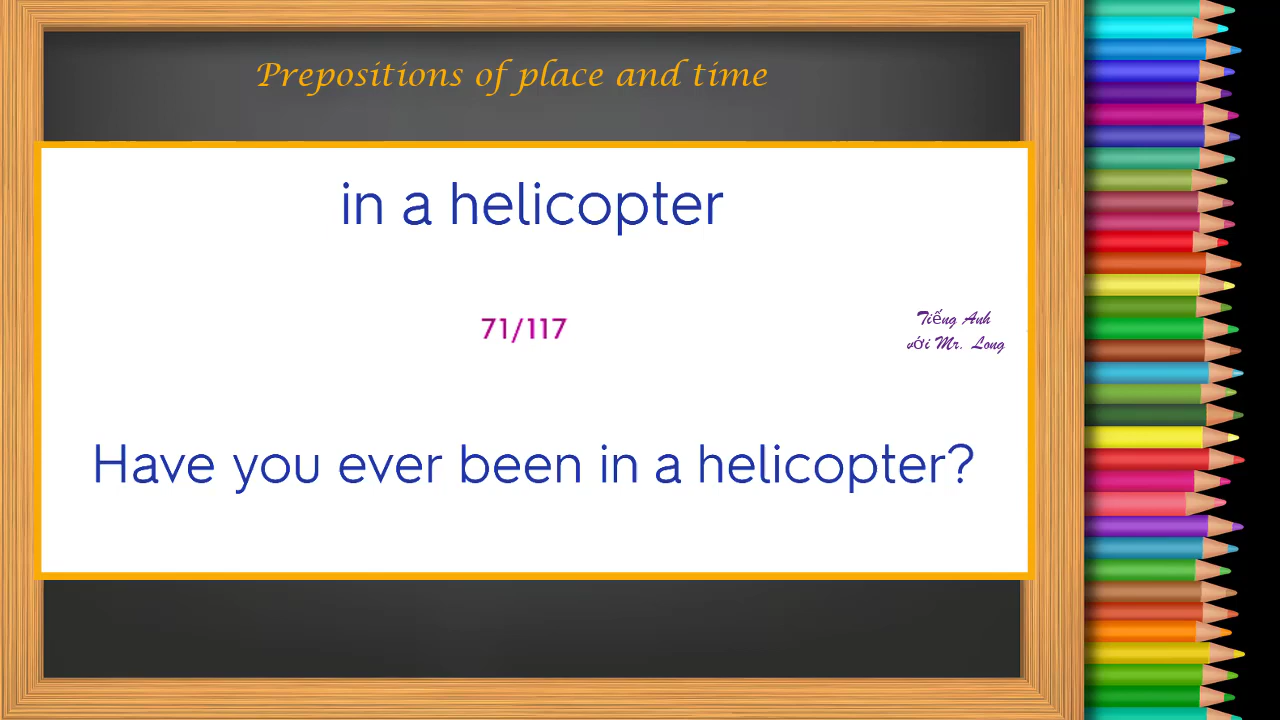 Prepositions of place and time
in a helicopter
71/117
Tiếng Anh
với Mr. Long
Have you ever been in a helicopter?